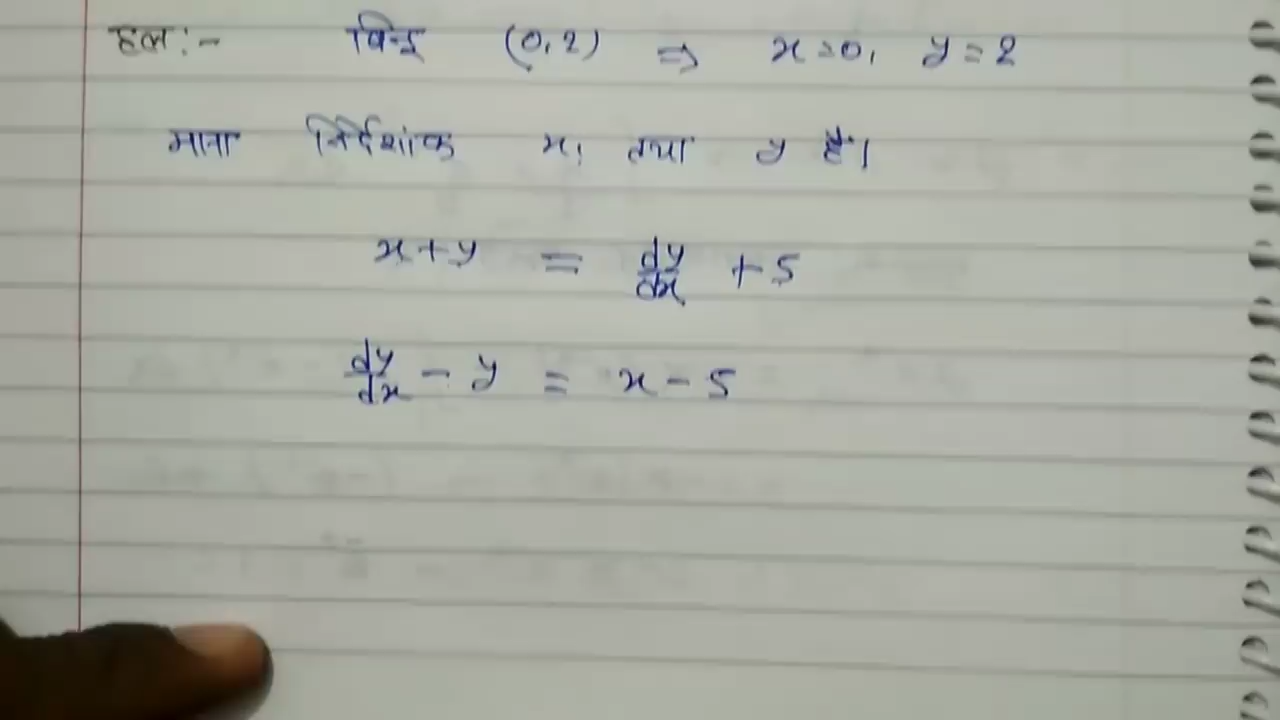 हल:- बिन्दु (0,2) ⇒ x=0, y=2
माना निर्देशांक x, तथा y हैं।
x+y = dy/dx + 5
dy/dx - y = x - 5